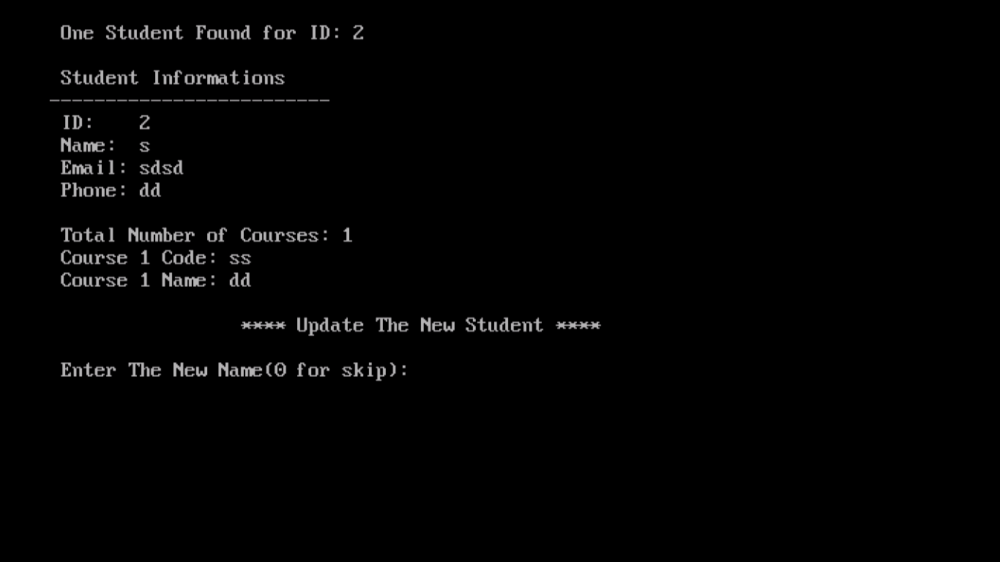 One Student Found for ID: 2
Student Informations
-------------------------
ID: 2
Name: s
Email: sdsd
Phone: dd
Total Number of Courses: 1
Course 1 Code: ss
Course 1 Name: dd
**** Update The New Student ****
Enter The New Name(0 for skip):